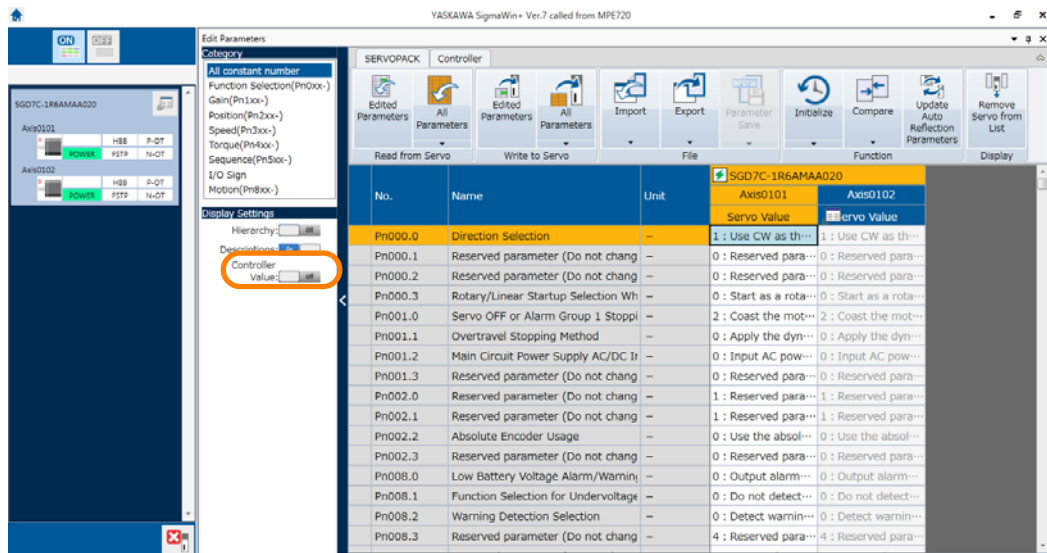 YASKAWA SigmaWin+ Ver.7 called from MPE720
ON OFF
SGD7C-1R6AMAA020
Axis0101
A
HBB P-OT
POWER FSTP N-OT
Axis0102
HBB P-OT
POWER FSTP N-OT
Edit Parameters
Category
All constant number
Function Selection(Pn0xx-)
Gain(Pn1xx-)
Position(Pn2xx-)
Speed(Pn3xx-)
Torque(Pn4xx-)
Sequence(Pn5xx-)
I/O Sign
Motion(Pn8xx-)
Display Settings
Hierarchy: Off
Descriptions: On
Controller
Value: Off
SERVOPACK Controller
Edited Parameters
All Parameters
Read from Servo
Edited Parameters
All Parameters
Write to Servo
Import
Export
Parameter Save
File
Initialize
Compare
Update Auto Reflection Parameters
Function
Remove Servo from List
Display
No. Name Unit
SGD7C-1R6AMAA020
Axis0101 Axis0102
Servo Value ervo Value
Pn000.0 Direction Selection – 1 : Use CW as th··· 1 : Use CW as th···
Pn000.1 Reserved parameter (Do not chang – 0 : Reserved para··· 0 : Reserved para···
Pn000.2 Reserved parameter (Do not chang – 0 : Reserved para··· 0 : Reserved para···
Pn000.3 Rotary/Linear Startup Selection Wh – 0 : Start as a rota··· 0 : Start as a rota···
Pn001.0 Servo OFF or Alarm Group 1 Stoppi – 2 : Coast the mot··· 2 : Coast the mot···
Pn001.1 Overtravel Stopping Method – 0 : Apply the dyn··· 0 : Apply the dyn···
Pn001.2 Main Circuit Power Supply AC/DC Ir – 0 : Input AC pow··· 0 : Input AC pow···
Pn001.3 Reserved parameter (Do not chang – 0 : Reserved para··· 0 : Reserved para···
Pn002.0 Reserved parameter (Do not chang – 1 : Reserved para··· 1 : Reserved para···
Pn002.1 Reserved parameter (Do not chang – 1 : Reserved para··· 1 : Reserved para···
Pn002.2 Absolute Encoder Usage – 0 : Use the absol··· 0 : Use the absol···
Pn002.3 Reserved parameter (Do not chang – 0 : Reserved para··· 0 : Reserved para···
Pn008.0 Low Battery Voltage Alarm/Warning – 0 : Output alarm··· 0 : Output alarm···
Pn008.1 Function Selection for Undervoltage – 0 : Do not detect··· 0 : Do not detect···
Pn008.2 Warning Detection Selection – 0 : Detect warnin··· 0 : Detect warnin···
Pn008.3 Reserved parameter (Do not chang – 4 : Reserved para··· 4 : Reserved para···